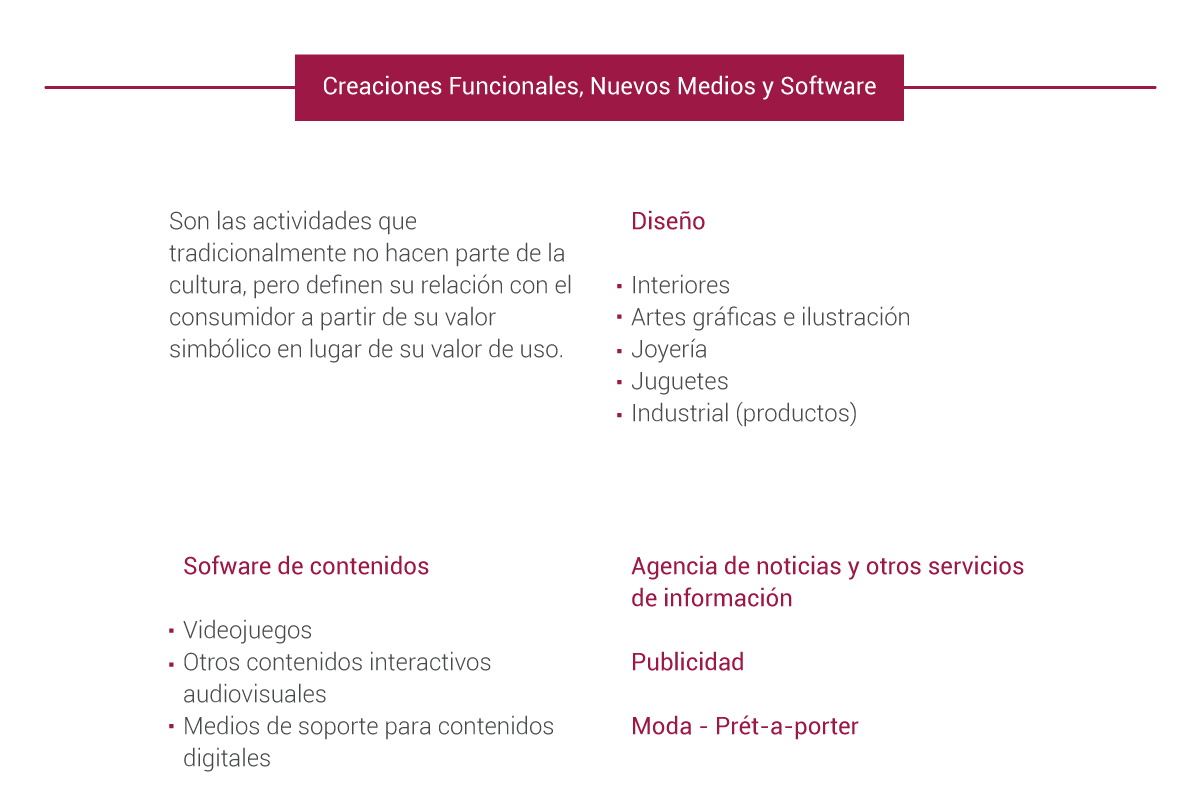 Creaciones Funcionales, Nuevos Medios y Software
Son las actividades que
tradicionalmente no hacen parte de la
cultura, pero definen su relación con el
consumidor a partir de su valor
simbólico en lugar de su valor de uso.
Diseño
▪ Interiores
▪ Artes gráficas e ilustración
▪ Joyería
▪ Juguetes
▪ Industrial (productos)
Sofware de contenidos
▪ Videojuegos
▪ Otros contenidos interactivos
audiovisuales
▪ Medios de soporte para contenidos
digitales
Agencia de noticias y otros servicios
de información
Publicidad
Moda - Prét-a-porter